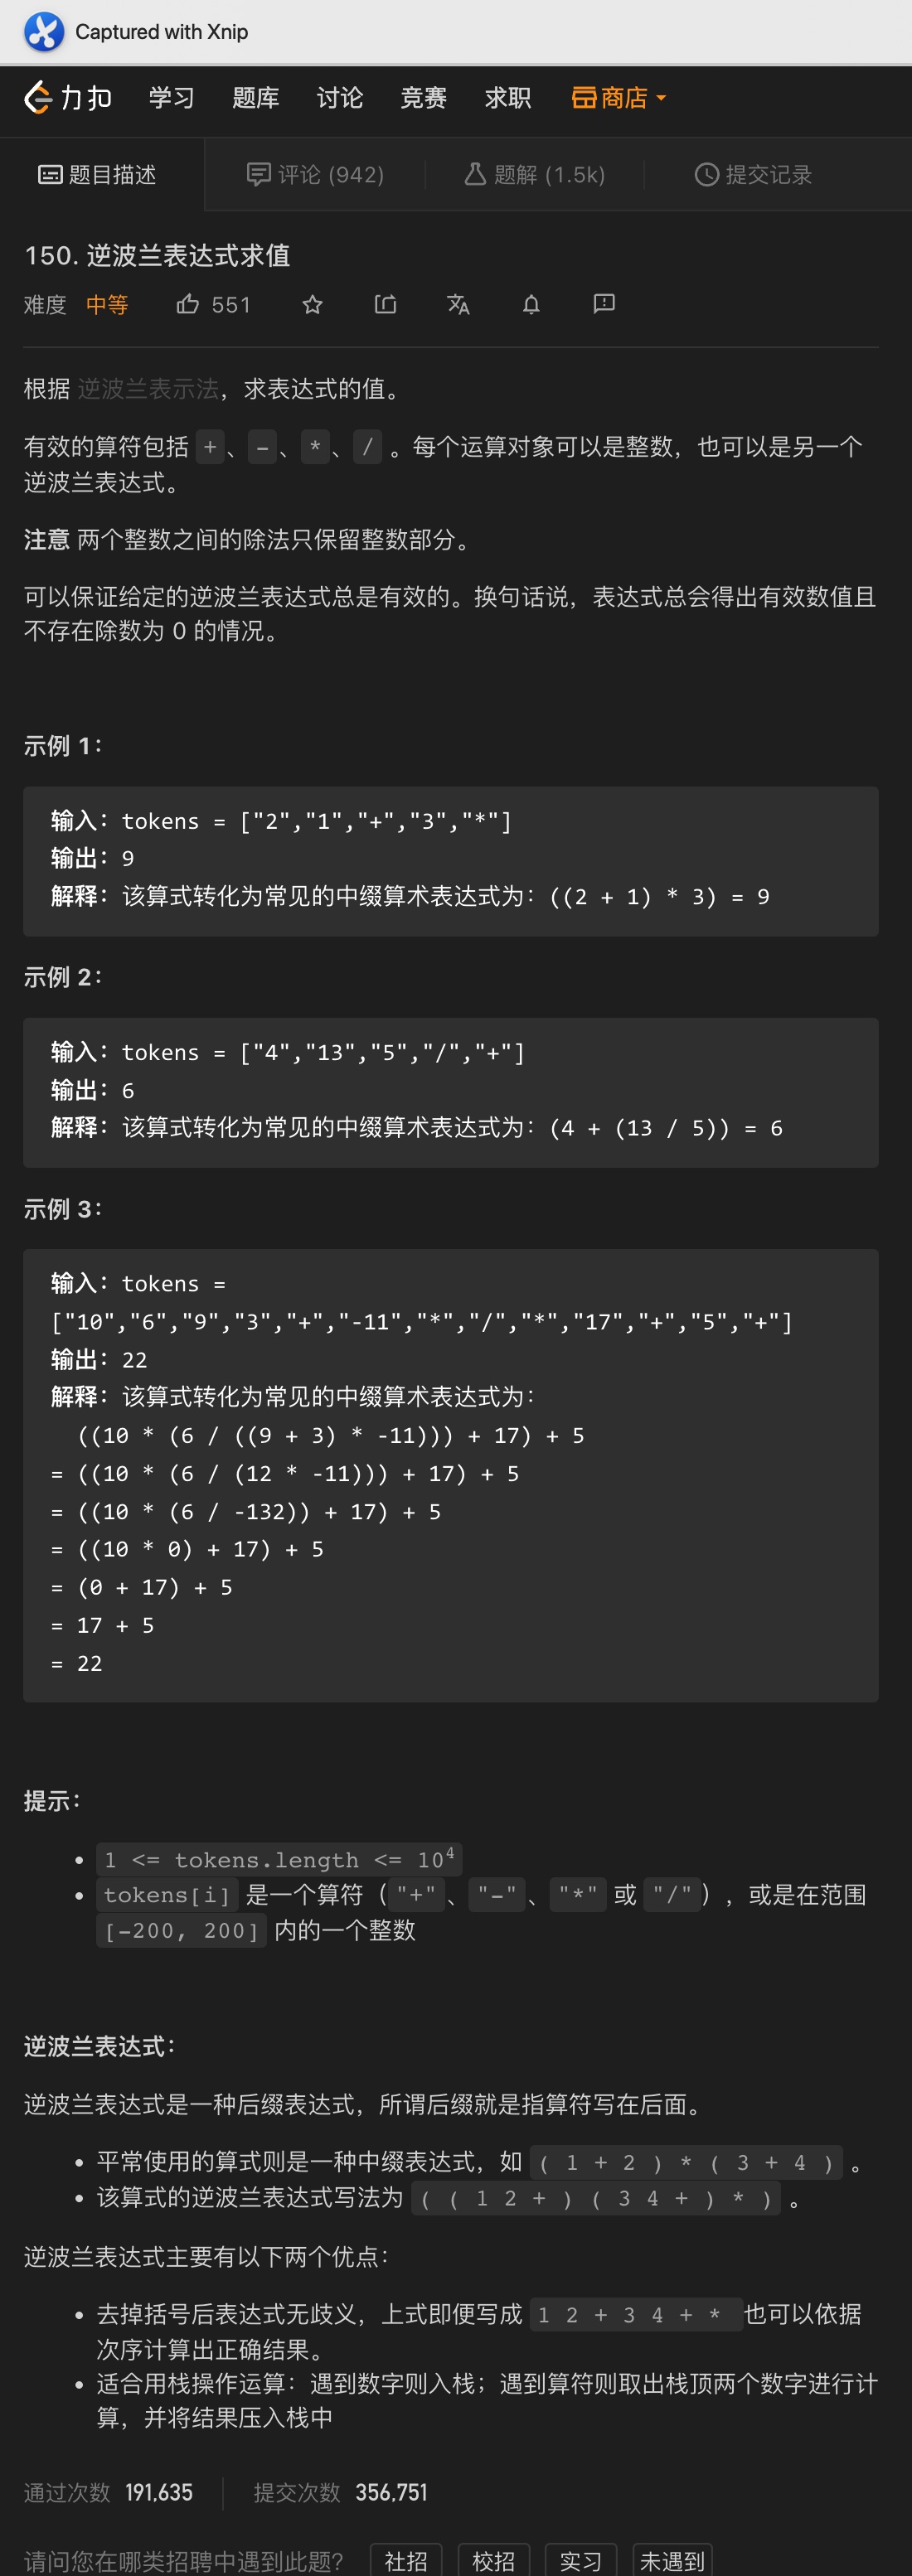 Captured with Xnip
力扣 学习 题库 讨论 竞赛 求职 商店
题目描述 评论 (942) 题解 (1.5k) 提交记录
150. 逆波兰表达式求值
难度 中等 551
根据 逆波兰表示法，求表达式的值。
有效的算符包括 +、-、*、/ 。每个运算对象可以是整数，也可以是另一个
逆波兰表达式。
注意 两个整数之间的除法只保留整数部分。
可以保证给定的逆波兰表达式总是有效的。换句话说，表达式总会得出有效数值且
不存在除数为 0 的情况。
示例 1：
输入：tokens = ["2","1","+","3","*"]
输出：9
解释：该算式转化为常见的中缀算术表达式为：((2 + 1) * 3) = 9
示例 2：
输入：tokens = ["4","13","5","/","+"]
输出：6
解释：该算式转化为常见的中缀算术表达式为：(4 + (13 / 5)) = 6
示例 3：
输入：tokens =
["10","6","9","3","+","-11","*","/","*","17","+","5","+"]
输出：22
解释：该算式转化为常见的中缀算术表达式为：
((10 * (6 / ((9 + 3) * -11))) + 17) + 5
= ((10 * (6 / (12 * -11))) + 17) + 5
= ((10 * (6 / -132)) + 17) + 5
= ((10 * 0) + 17) + 5
= (0 + 17) + 5
= 17 + 5
= 22
提示：
• 1 <= tokens.length <= 10⁴
• tokens[i] 是一个算符（"+"、"-"、"*" 或 "/"），或是在范围
[-200, 200] 内的一个整数
逆波兰表达式：
逆波兰表达式是一种后缀表达式，所谓后缀就是指算符写在后面。
• 平常使用的算式则是一种中缀表达式，如 ( 1 + 2 ) * ( 3 + 4 ) 。
• 该算式的逆波兰表达式写法为 ( ( 1 2 + ) ( 3 4 + ) * ) 。
逆波兰表达式主要有以下两个优点：
• 去掉括号后表达式无歧义，上式即便写成 1 2 + 3 4 + * 也可以依据
次序计算出正确结果。
• 适合用栈操作运算：遇到数字则入栈；遇到算符则取出栈顶两个数字进行计
算，并将结果压入栈中
通过次数 191,635 提交次数 356,751
请问您在哪类招聘中遇到此题？ 社招 校招 实习 未遇到